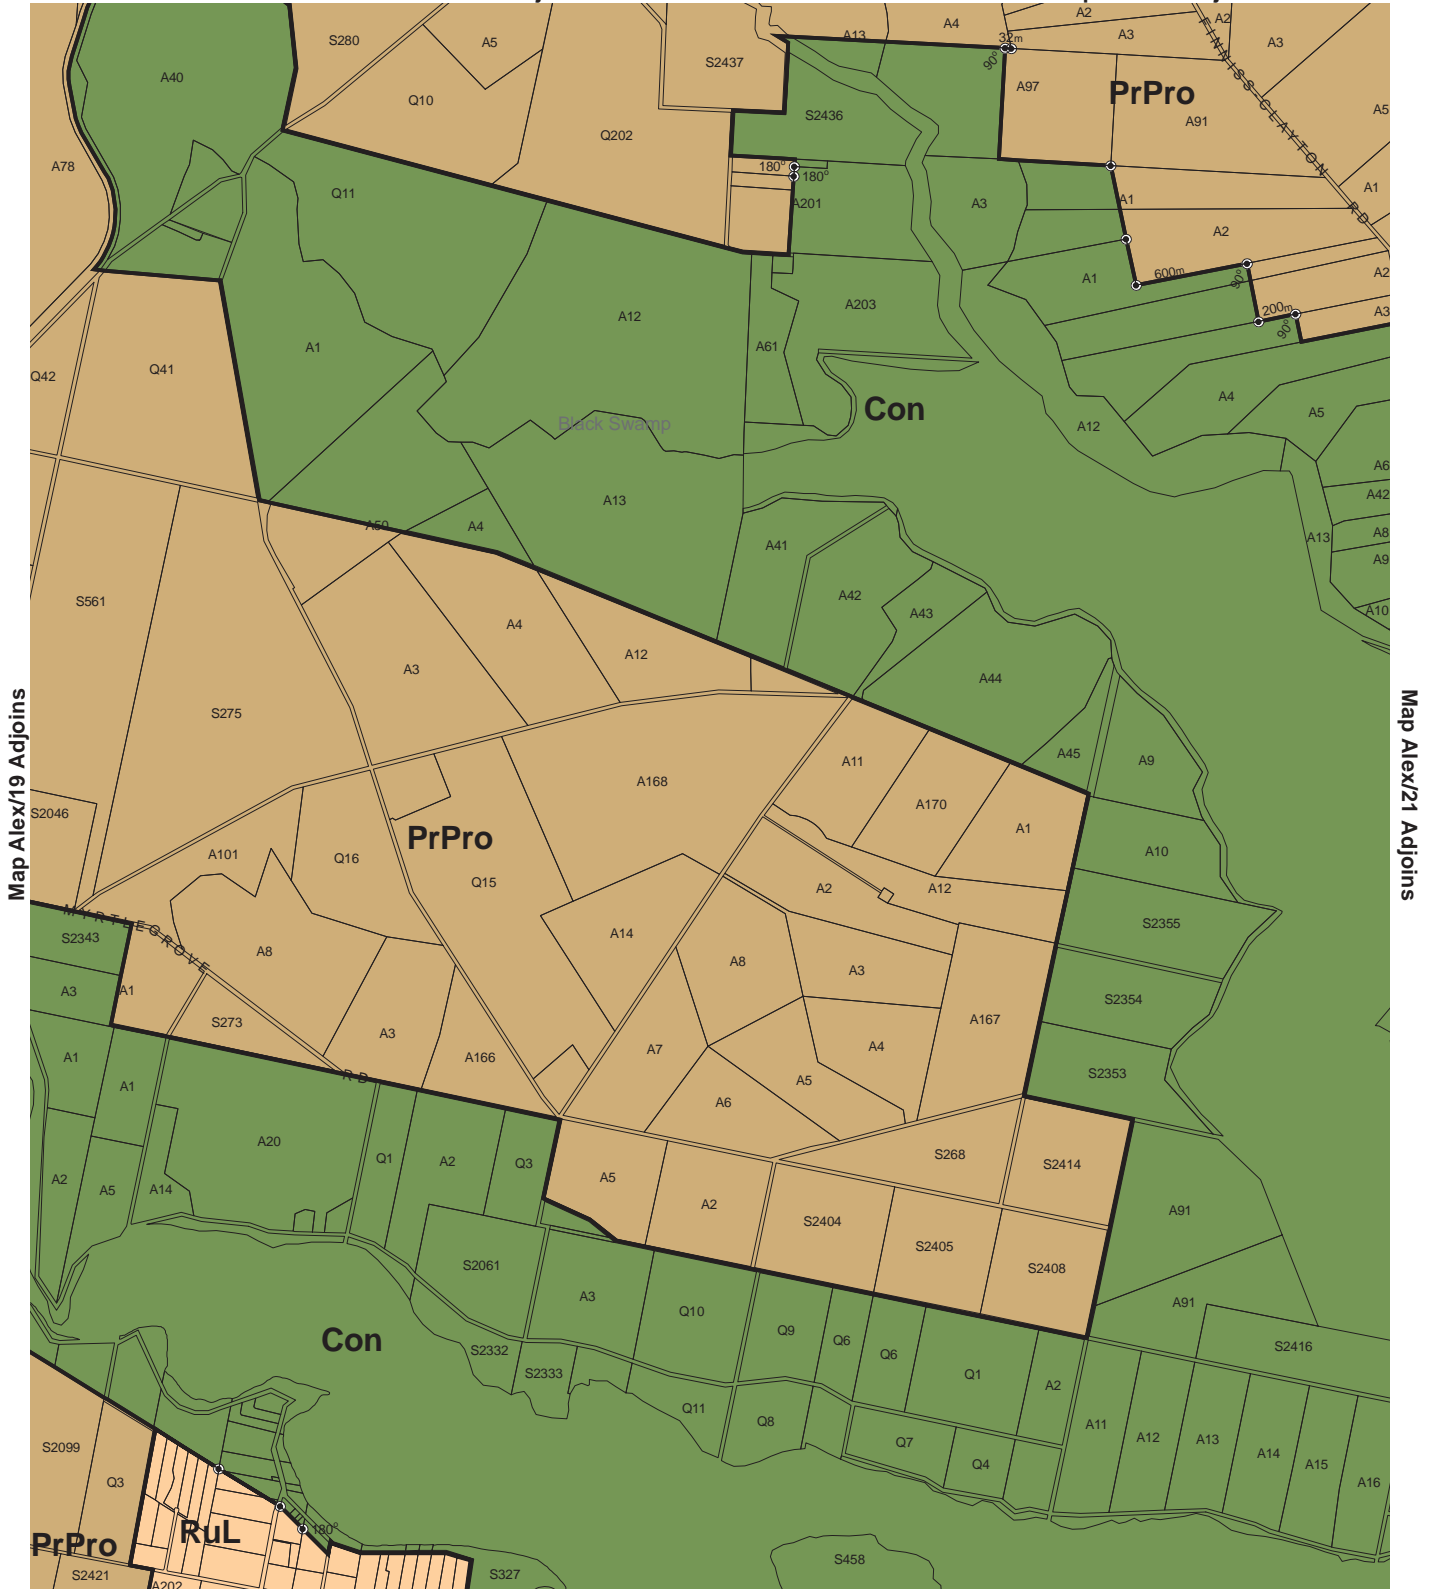 A40
S280
A5
Q10
S2437
A13
A4
A2
A2
A3
A3
32m
90°
A97
PrPro
A91
A5
FINNIS-CLAYTON RD
A78
Q202
S2436
180°
180°
A201
A3
A1
A1
A2
Q11
A1
600m
90°
A2
200m
90°
A3
A203
A12
A61
A1
Q42
Q41
Con
Black Swamp
A12
A4
A5
A6
A42
A8
A9
A10
A13
A50
A4
A13
A41
A42
A43
A44
A45
A9
S561
A4
A12
A3
S275
Map Alex/19 Adjoins
Map Alex/21 Adjoins
A168
A11
A170
A1
S2046
PrPro
A101
Q16
Q15
A2
A12
A10
MYRTLEGROVE RD
S2343
A3
A1
A8
A14
A8
A3
S2355
S2354
S273
A3
A166
A7
A4
A167
A5
S2353
A6
A1
A1
A20
Q1
A2
Q3
S268
S2414
A2
A5
A14
A5
A2
S2404
S2405
S2408
A91
S2061
A3
Q10
A91
Con
Q9
Q6
Q6
Q1
A2
S2416
S2332
S2333
Q11
Q8
Q7
Q4
A11
A12
A13
A14
A15
A16
S2099
Q3
RuL
180°
PrPro
S2421
A202
S327
S458